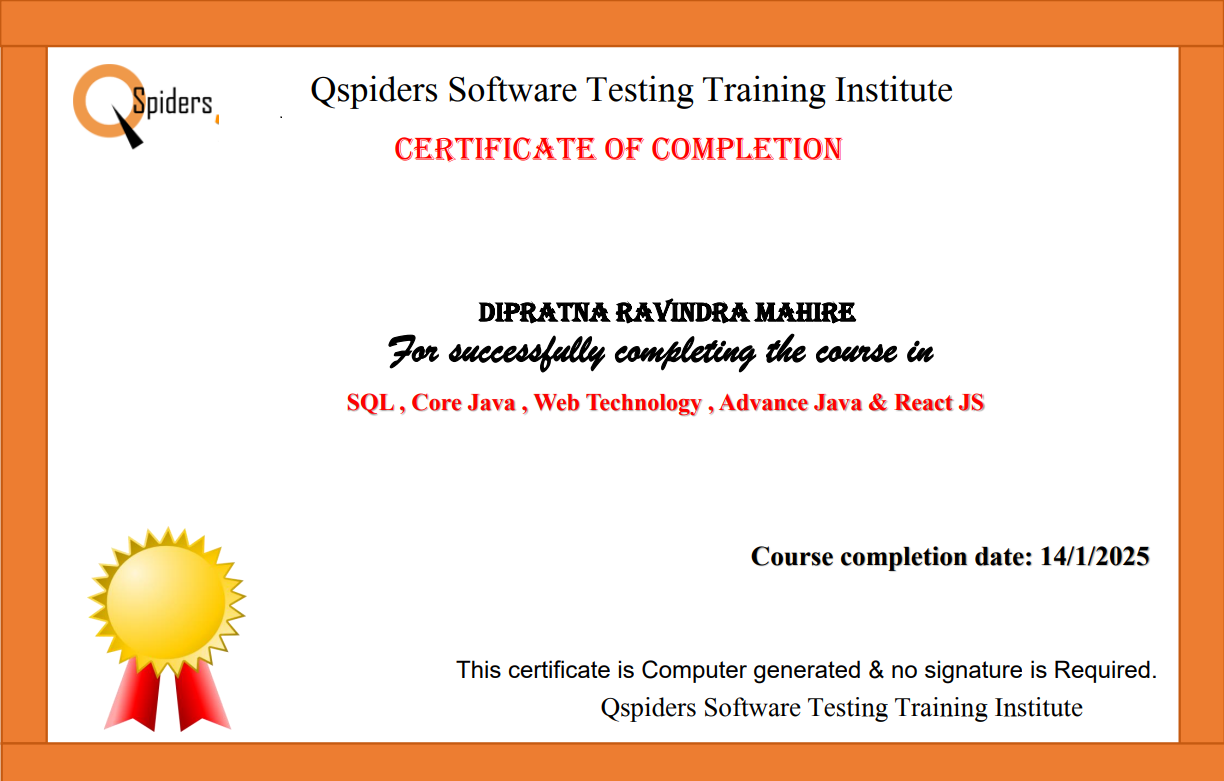 QSpiders
Qspiders Software Testing Training Institute
CERTIFICATE OF COMPLETION
DIPRATNA RAVINDRA MAHIRE
For successfully completing the course in
SQL , Core Java , Web Technology , Advance Java & React JS
Course completion date: 14/1/2025
This certificate is Computer generated & no signature is Required.
Qspiders Software Testing Training Institute